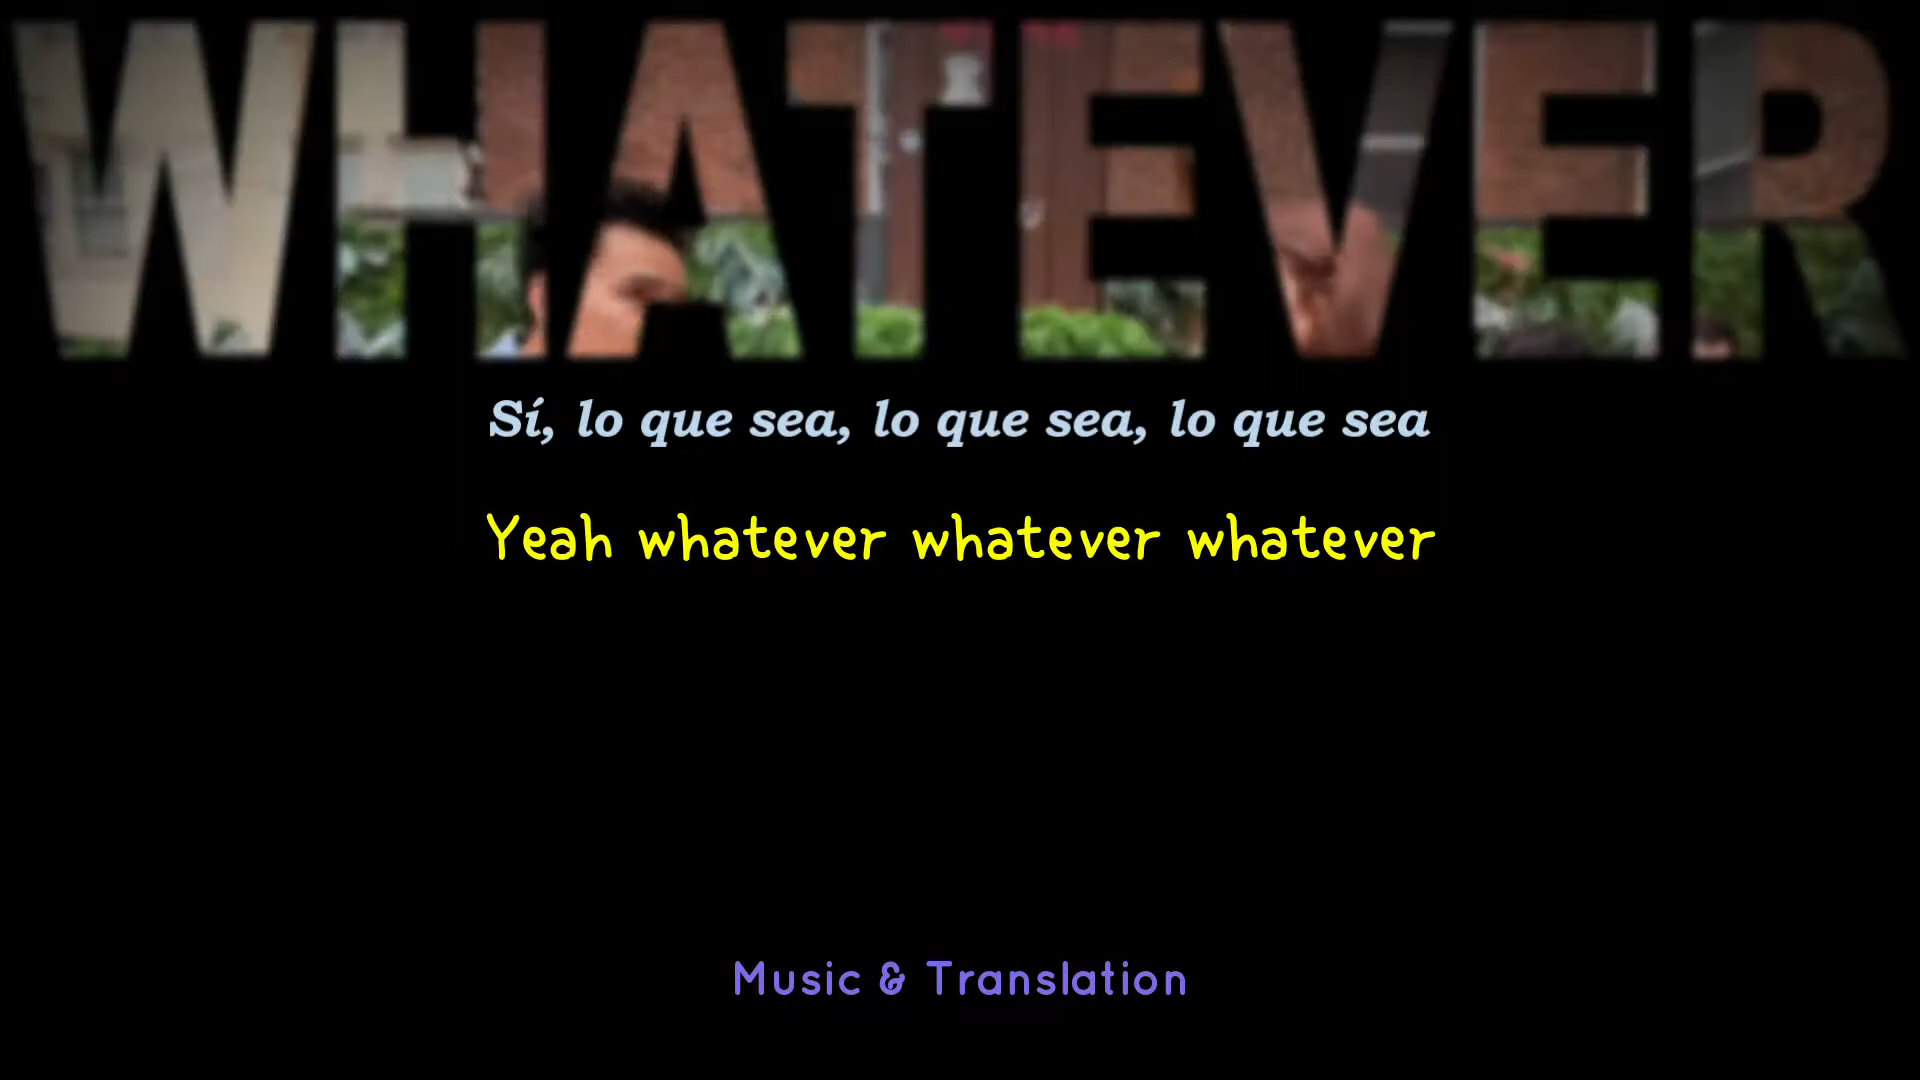 WHATEVER
Sí, lo que sea, lo que sea, lo que sea
Yeah whatever whatever whatever
Music & Translation